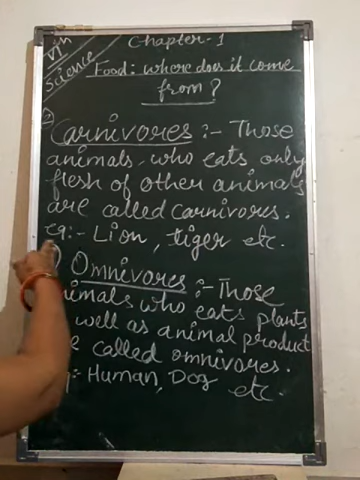 VIth
Science
Chapter-1
Food: where does it come
from?
Carnivores :- Those
animals who eats only
flesh of other animals
are called Carnivores.
eg:- Lion, tiger etc.
Omnivores :- Those
nimals who eats plants
well as animal product
called omnivores.
:- Human, Dog etc.